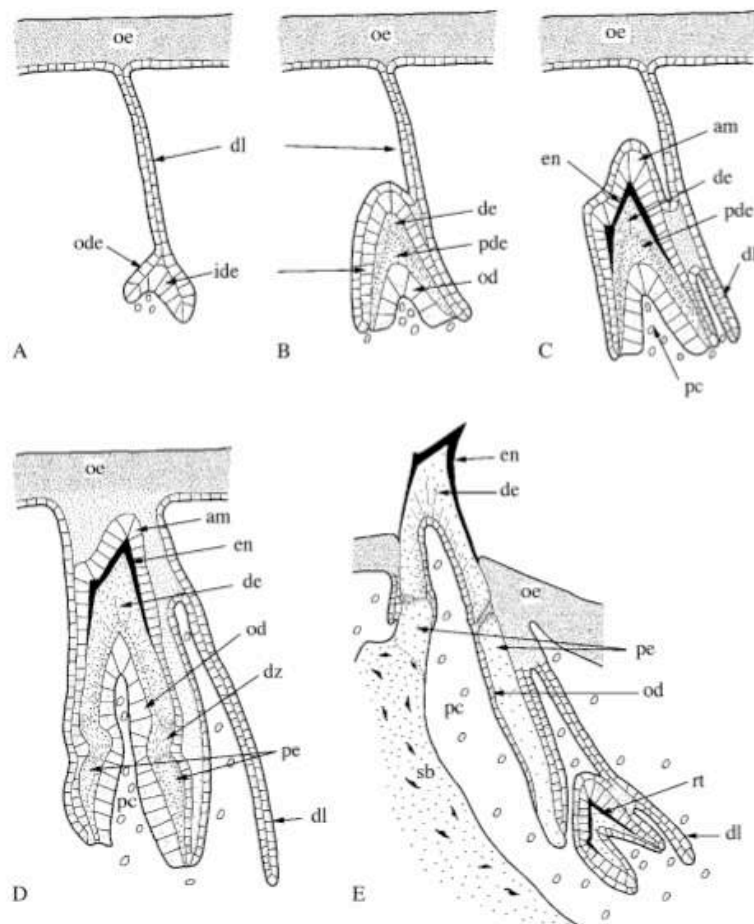 oe
dl
ode
ide
A
oe
de
pde
od
B
oe
am
en
de
pde
dl
pc
C
oe
am
en
de
od
dz
pe
pc
dl
D
en
de
oe
pe
od
pc
sb
rt
dl
E